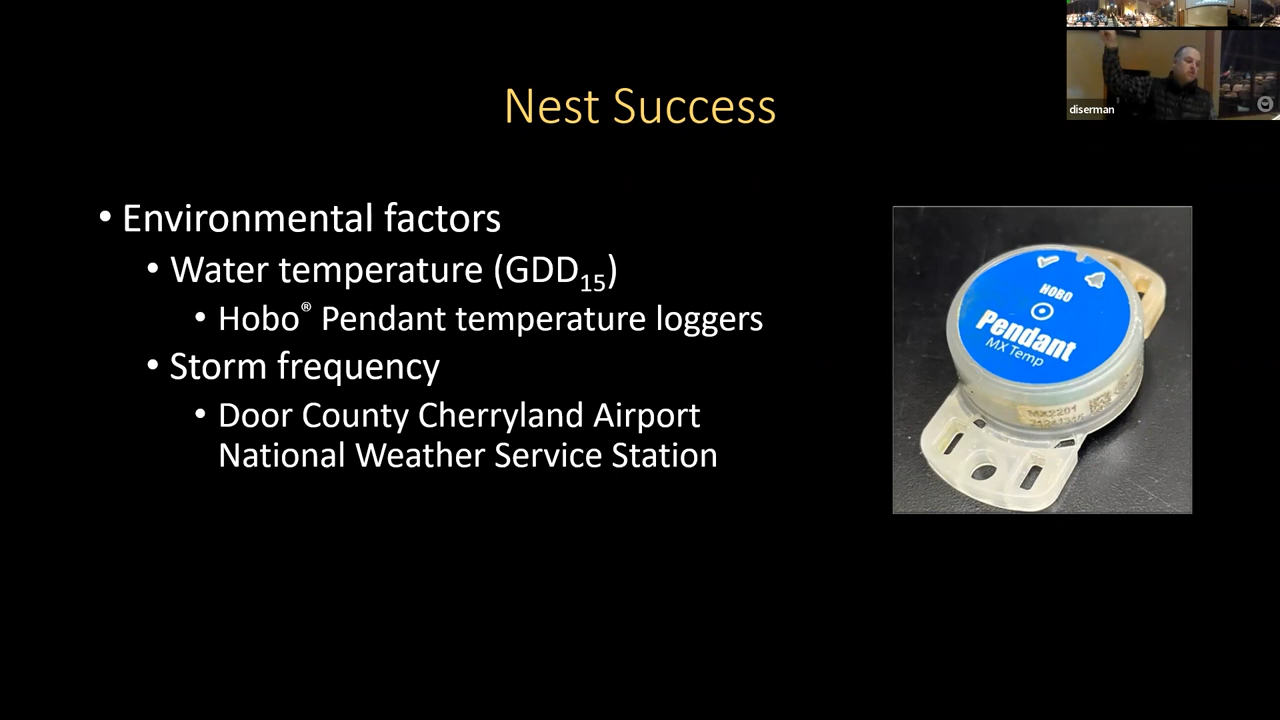 Nest Success
diserman
• Environmental factors
• Water temperature (GDD15)
• Hobo® Pendant temperature loggers
• Storm frequency
• Door County Cherryland Airport
National Weather Service Station
HOBO
Pendant
MX Temp
MX2201